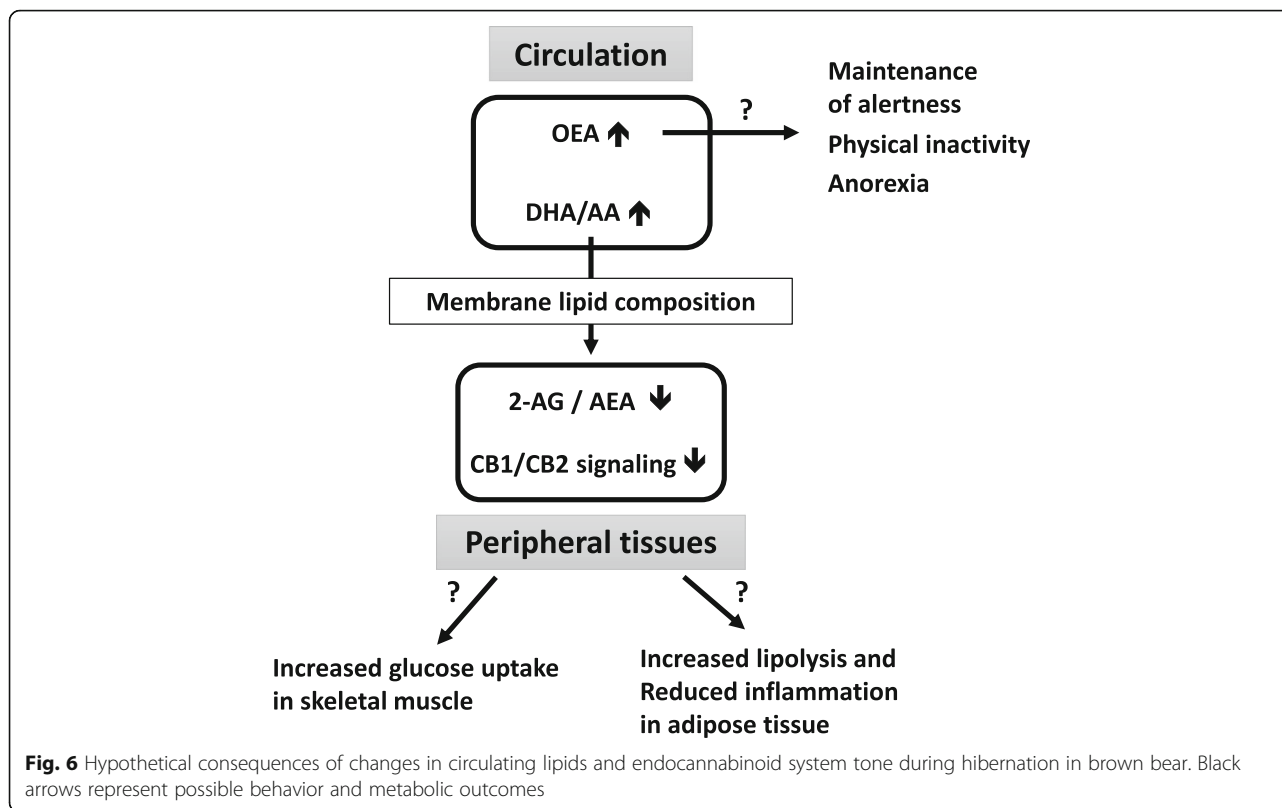 Circulation
OEA ↑
?
Maintenance
of alertness
Physical inactivity
Anorexia
DHA/AA ↑
Membrane lipid composition
2-AG / AEA ↓
CB1/CB2 signaling ↓
Peripheral tissues
?
?
Increased glucose uptake
in skeletal muscle
Increased lipolysis and
Reduced inflammation
in adipose tissue
Fig. 6 Hypothetical consequences of changes in circulating lipids and endocannabinoid system tone during hibernation in brown bear. Black
arrows represent possible behavior and metabolic outcomes